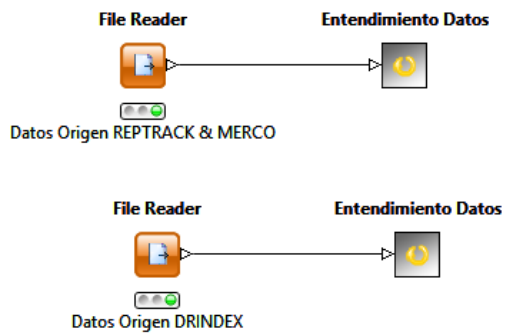 File Reader
Entendimiento Datos
Datos Origen REPTRACK & MERCO
File Reader
Entendimiento Datos
Datos Origen DRINDEX